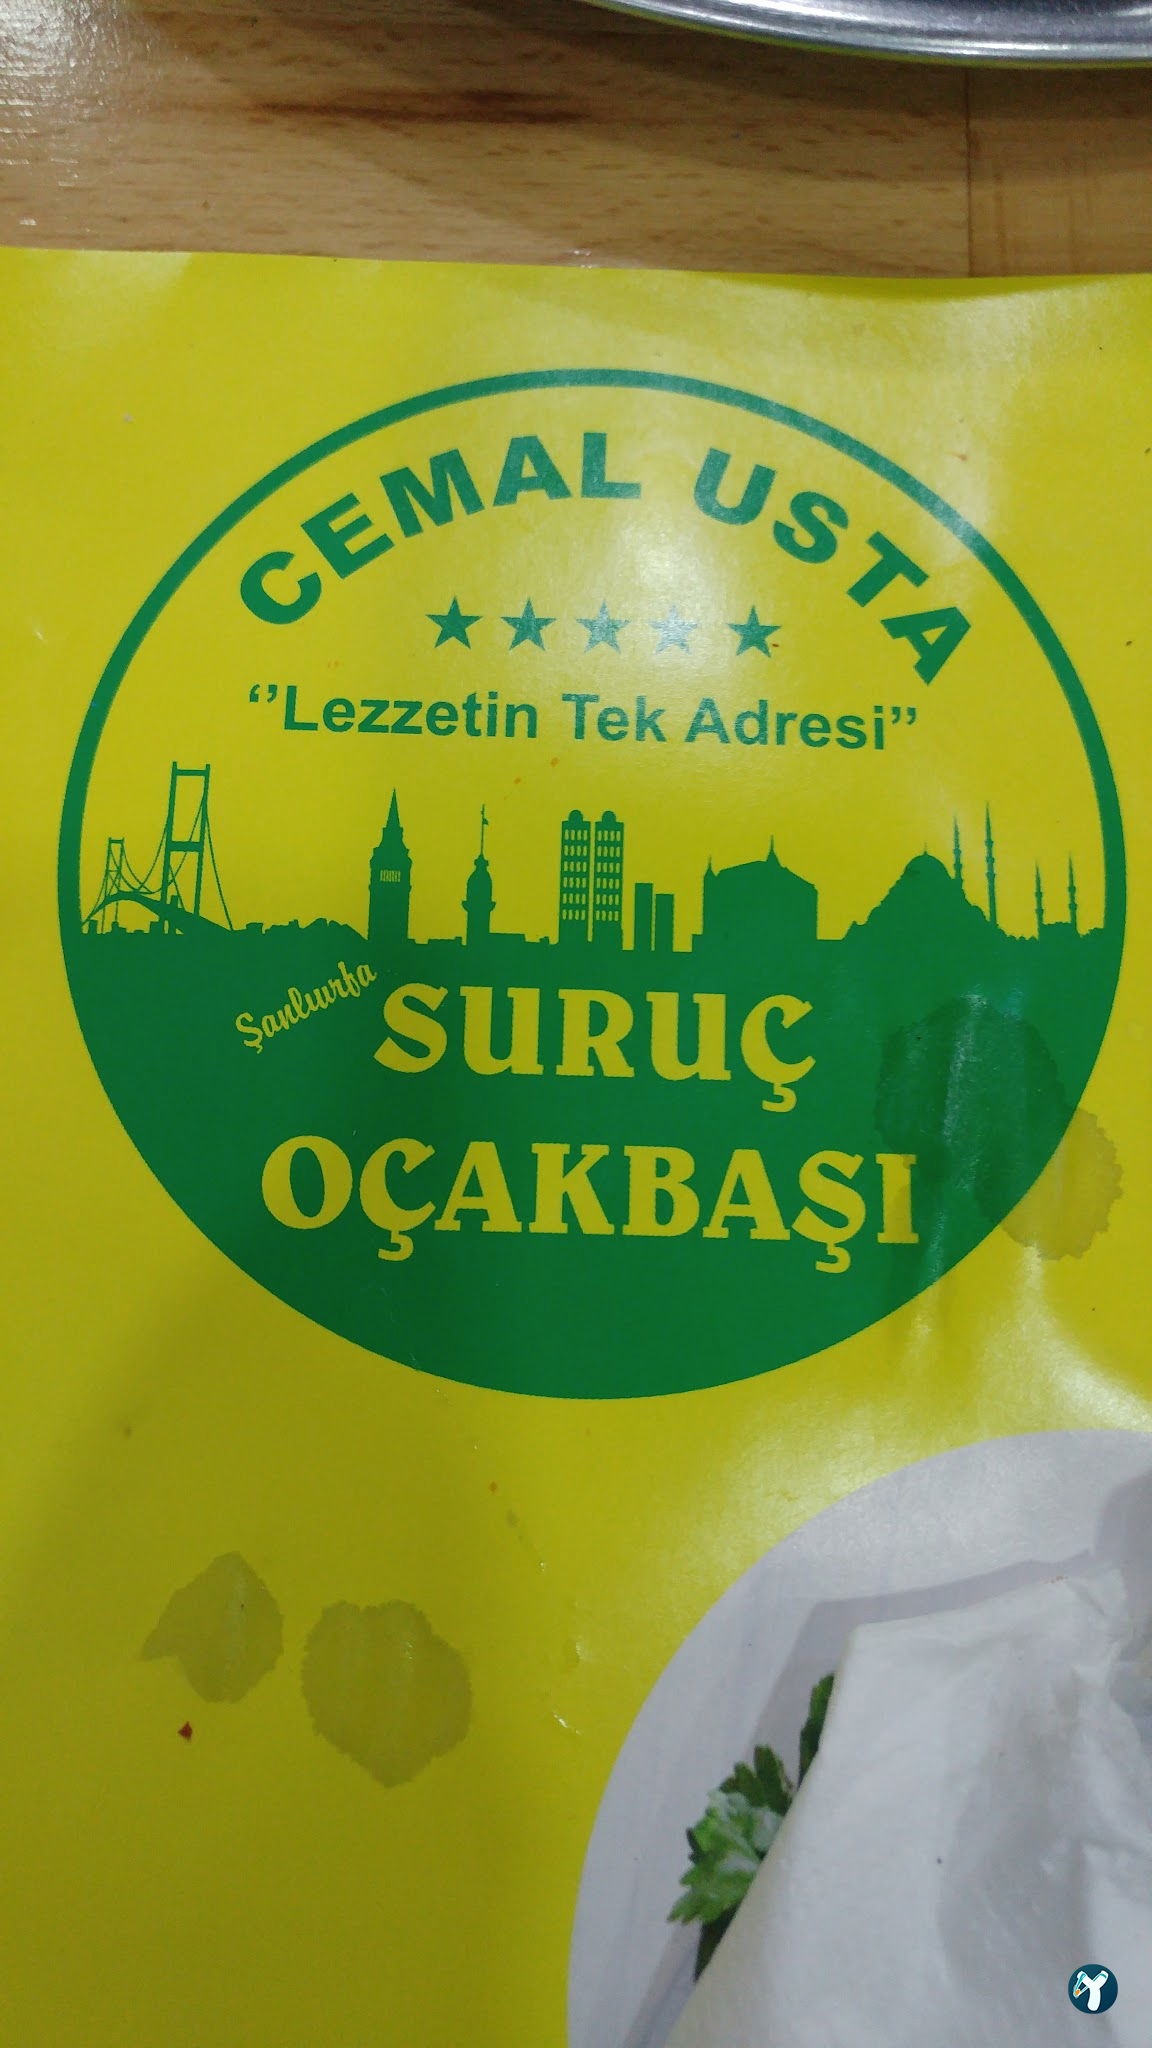 CEMAL USTA
‘’Lezzetin Tek Adresi’’
Şanlıurfa
SURUÇ
OÇAKBAŞI